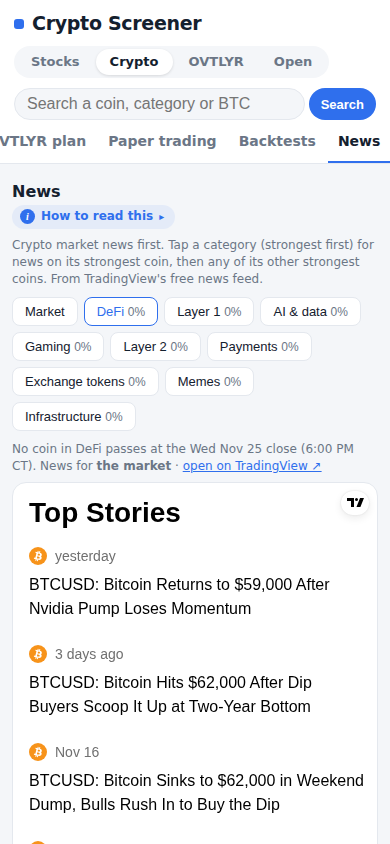 Crypto Screener
Stocks Crypto OVTLYR Open
Search a coin, category or BTC Search
VTLYR plan Paper trading Backtests News
News
i How to read this ▸
Crypto market news first. Tap a category (strongest first) for
news on its strongest coin, then any of its other strongest
coins. From TradingView's free news feed.
Market DeFi 0% Layer 1 0% AI & data 0%
Gaming 0% Layer 2 0% Payments 0%
Exchange tokens 0% Memes 0%
Infrastructure 0%
No coin in DeFi passes at the Wed Nov 25 close (6:00 PM
CT). News for the market · open on TradingView ↗
Top Stories
yesterday
BTCUSD: Bitcoin Returns to $59,000 After
Nvidia Pump Loses Momentum
3 days ago
BTCUSD: Bitcoin Hits $62,000 After Dip
Buyers Scoop It Up at Two-Year Bottom
Nov 16
BTCUSD: Bitcoin Sinks to $62,000 in Weekend
Dump, Bulls Rush In to Buy the Dip